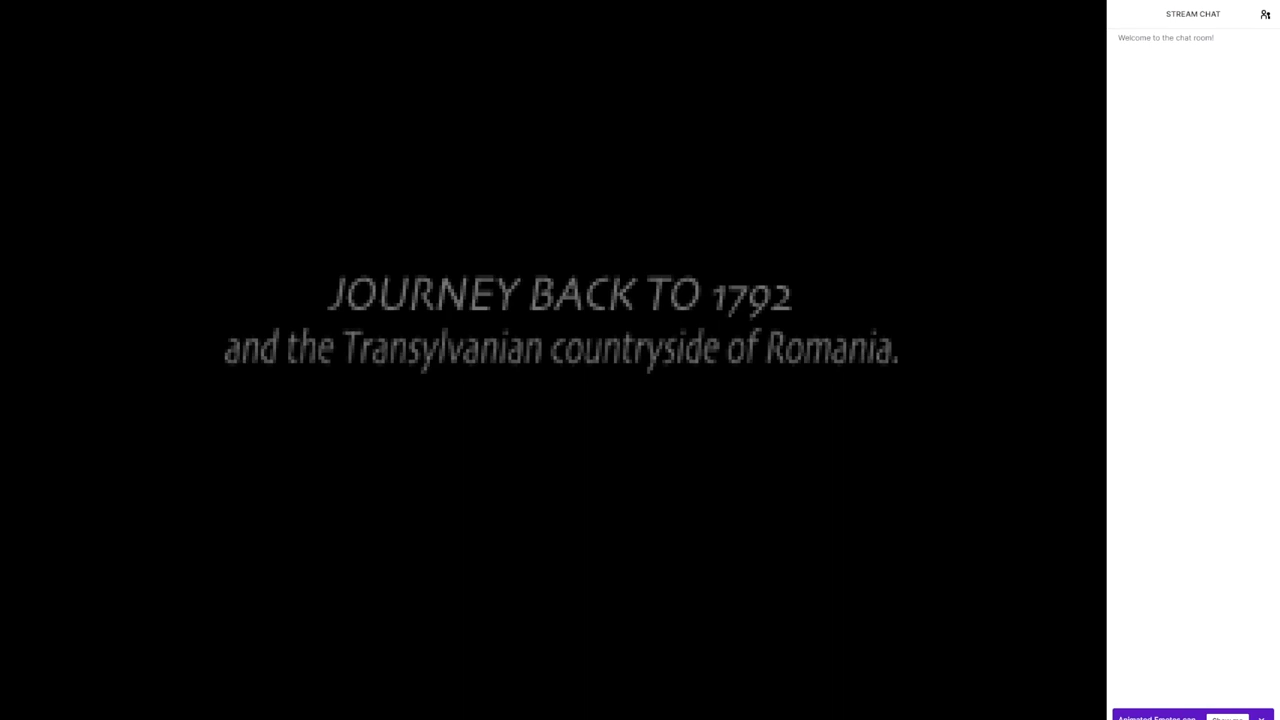 STREAM CHAT
Welcome to the chat room!
JOURNEY BACK TO 1792
and the Transylvanian countryside of Romania.